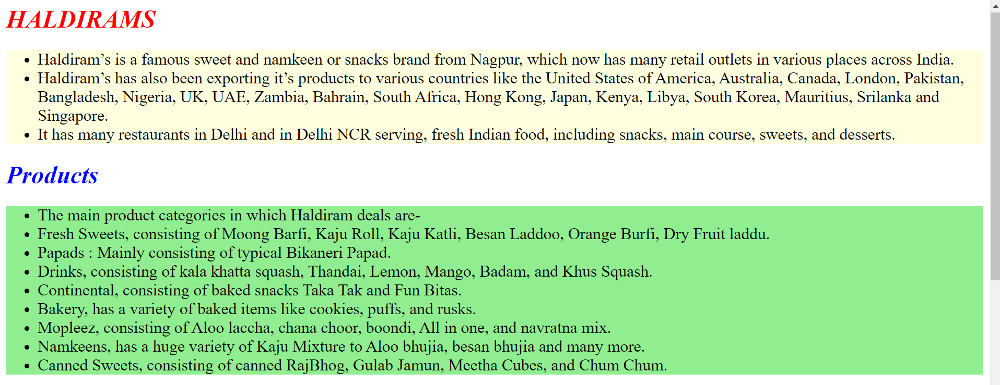 HALDIRAMS
Haldiram’s is a famous sweet and namkeen or snacks brand from Nagpur, which now has many retail outlets in various places across India.
Haldiram’s has also been exporting it’s products to various countries like the United States of America, Australia, Canada, London, Pakistan,
Bangladesh, Nigeria, UK, UAE, Zambia, Bahrain, South Africa, Hong Kong, Japan, Kenya, Libya, South Korea, Mauritius, Srilanka and
Singapore.
It has many restaurants in Delhi and in Delhi NCR serving, fresh Indian food, including snacks, main course, sweets, and desserts.
Products
The main product categories in which Haldiram deals are-
Fresh Sweets, consisting of Moong Barfi, Kaju Roll, Kaju Katli, Besan Laddoo, Orange Burfi, Dry Fruit laddu.
Papads : Mainly consisting of typical Bikaneri Papad.
Drinks, consisting of kala khatta squash, Thandai, Lemon, Mango, Badam, and Khus Squash.
Continental, consisting of baked snacks Taka Tak and Fun Bitas.
Bakery, has a variety of baked items like cookies, puffs, and rusks.
Mopleez, consisting of Aloo laccha, chana choor, boondi, All in one, and navratna mix.
Namkeens, has a huge variety of Kaju Mixture to Aloo bhujia, besan bhujia and many more.
Canned Sweets, consisting of canned RajBhog, Gulab Jamun, Meetha Cubes, and Chum Chum.